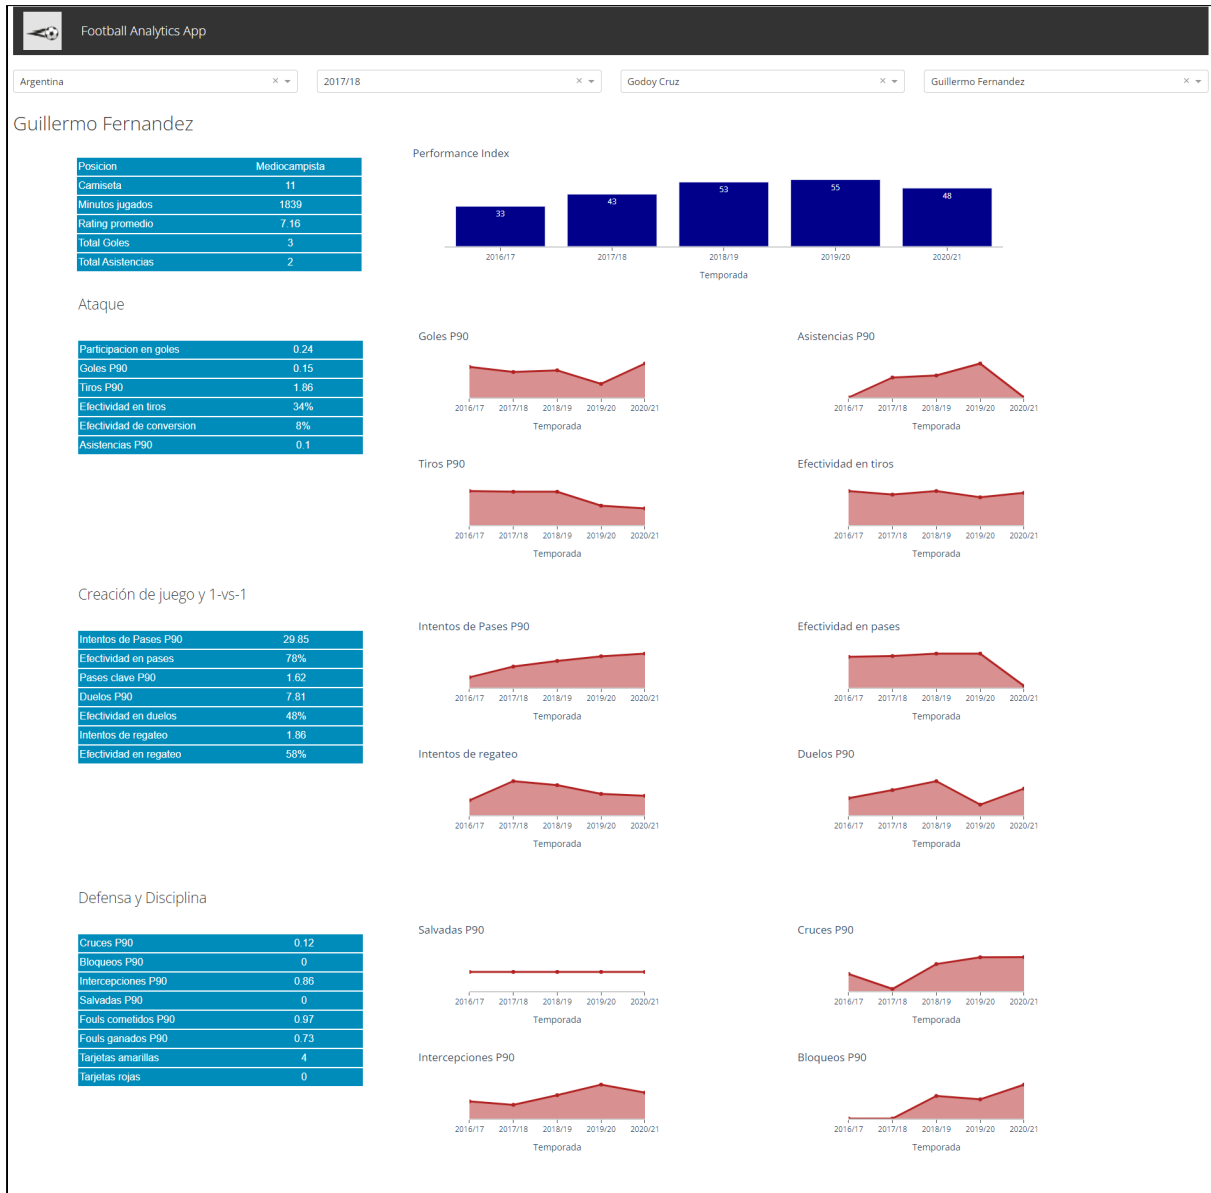 Football Analytics App
Argentina × 2017/18 × Godoy Cruz × Guillermo Fernandez ×
Guillermo Fernandez
Posicion Mediocampista
Camiseta 11
Minutos jugados 1839
Rating promedio 7.16
Total Goles 3
Total Asistencias 2
Performance Index
33 43 53 55 48
2016/17 2017/18 2018/19 2019/20 2020/21
Temporada
Ataque
Participacion en goles 0.24
Goles P90 0.15
Tiros P90 1.86
Efectividad en tiros 34%
Efectividad de conversion 8%
Asistencias P90 0.1
Goles P90
2016/17 2017/18 2018/19 2019/20 2020/21
Temporada
Asistencias P90
2016/17 2017/18 2018/19 2019/20 2020/21
Temporada
Tiros P90
2016/17 2017/18 2018/19 2019/20 2020/21
Temporada
Efectividad en tiros
2016/17 2017/18 2018/19 2019/20 2020/21
Temporada
Creación de juego y 1-vs-1
Intentos de Pases P90 29.85
Efectividad en pases 78%
Pases clave P90 1.62
Duelos P90 7.81
Efectividad en duelos 48%
Intentos de regateo 1.86
Efectividad en regateo 58%
Intentos de Pases P90
2016/17 2017/18 2018/19 2019/20 2020/21
Temporada
Efectividad en pases
2016/17 2017/18 2018/19 2019/20 2020/21
Temporada
Intentos de regateo
2016/17 2017/18 2018/19 2019/20 2020/21
Temporada
Duelos P90
2016/17 2017/18 2018/19 2019/20 2020/21
Temporada
Defensa y Disciplina
Cruces P90 0.12
Bloqueos P90 0
Intercepciones P90 0.86
Salvadas P90 0
Fouls cometidos P90 0.97
Fouls ganados P90 0.73
Tarjetas amarillas 4
Tarjetas rojas 0
Salvadas P90
2016/17 2017/18 2018/19 2019/20 2020/21
Temporada
Cruces P90
2016/17 2017/18 2018/19 2019/20 2020/21
Temporada
Intercepciones P90
2016/17 2017/18 2018/19 2019/20 2020/21
Temporada
Bloqueos P90
2016/17 2017/18 2018/19 2019/20 2020/21
Temporada